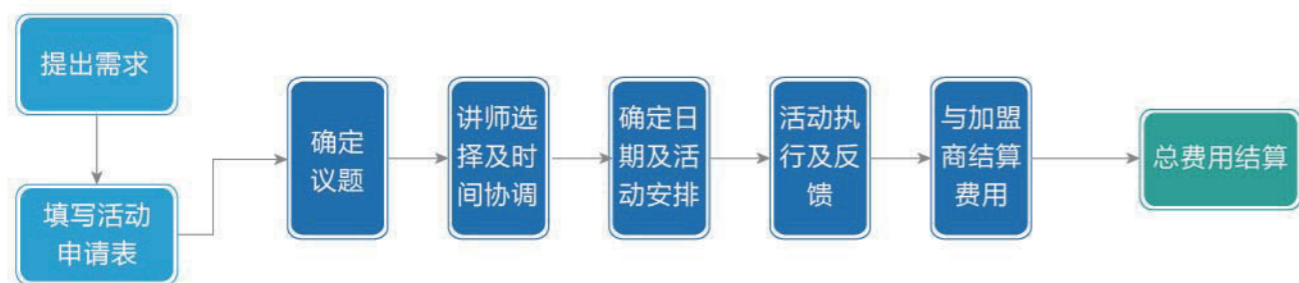 提出需求
填写活动
申请表
确定
议题
讲师选
择及时
间协调
确定日
期及活
动安排
活动执
行及反
馈
与加盟
商结算
费用
总费用结算